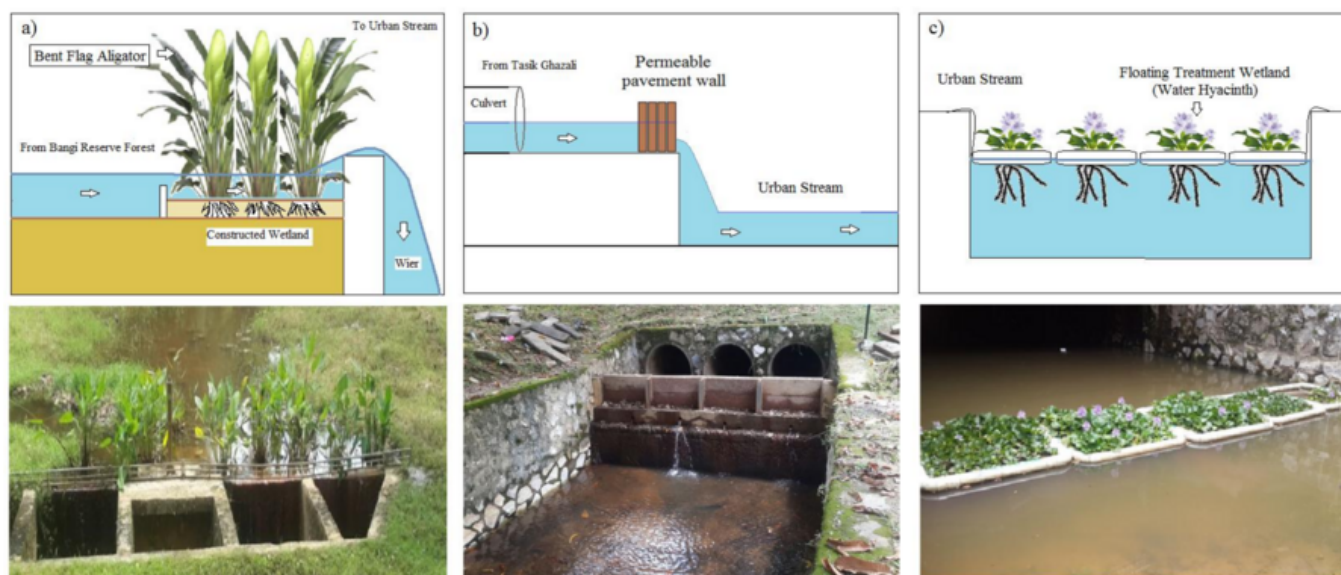 a)
To Urban Stream
Bent Flag Aligator
From Bangi Reserve Forest
Constructed Wetland
Wier
b)
From Tasik Ghazali
Permeable
pavement wall
Culvert
Urban Stream
c)
Urban Stream
Floating Treatment Wetland
(Water Hyacinth)